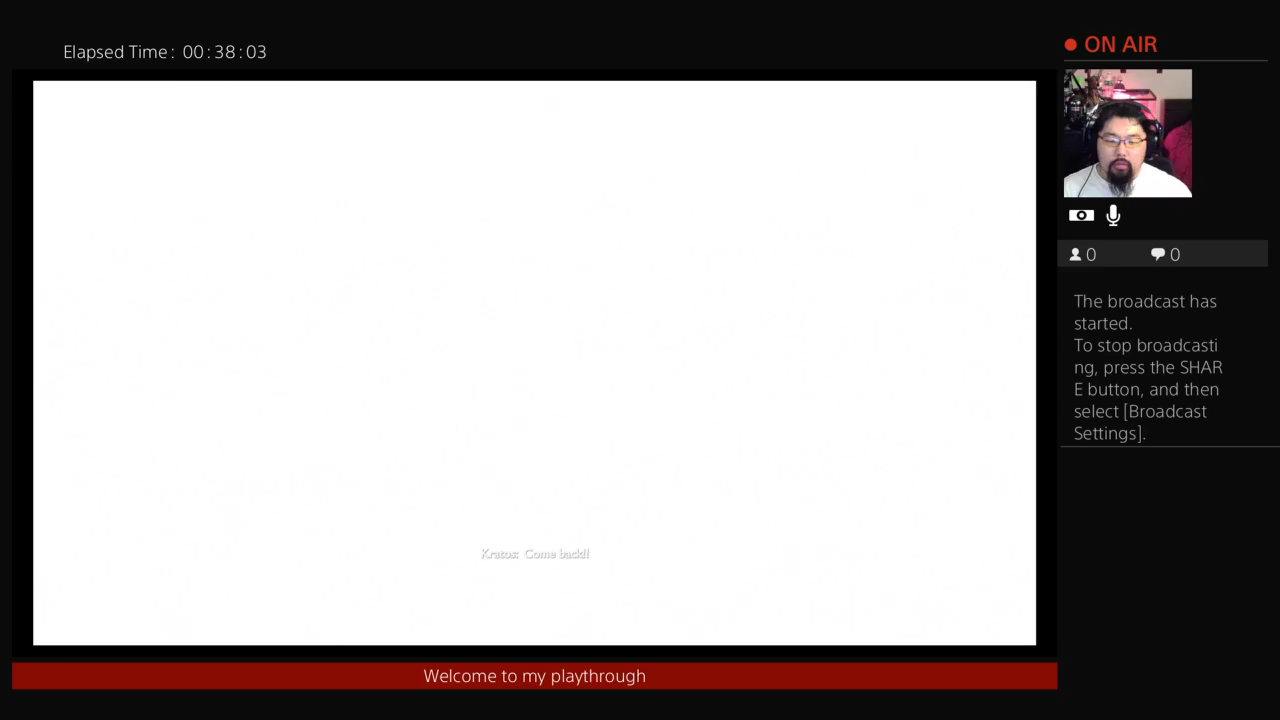 Elapsed Time: 00:38:03
ON AIR
0 0
The broadcast has
started.
To stop broadcasti
ng, press the SHAR
E button, and then
select [Broadcast
Settings].
Kratos: Come back!!
Welcome to my playthrough